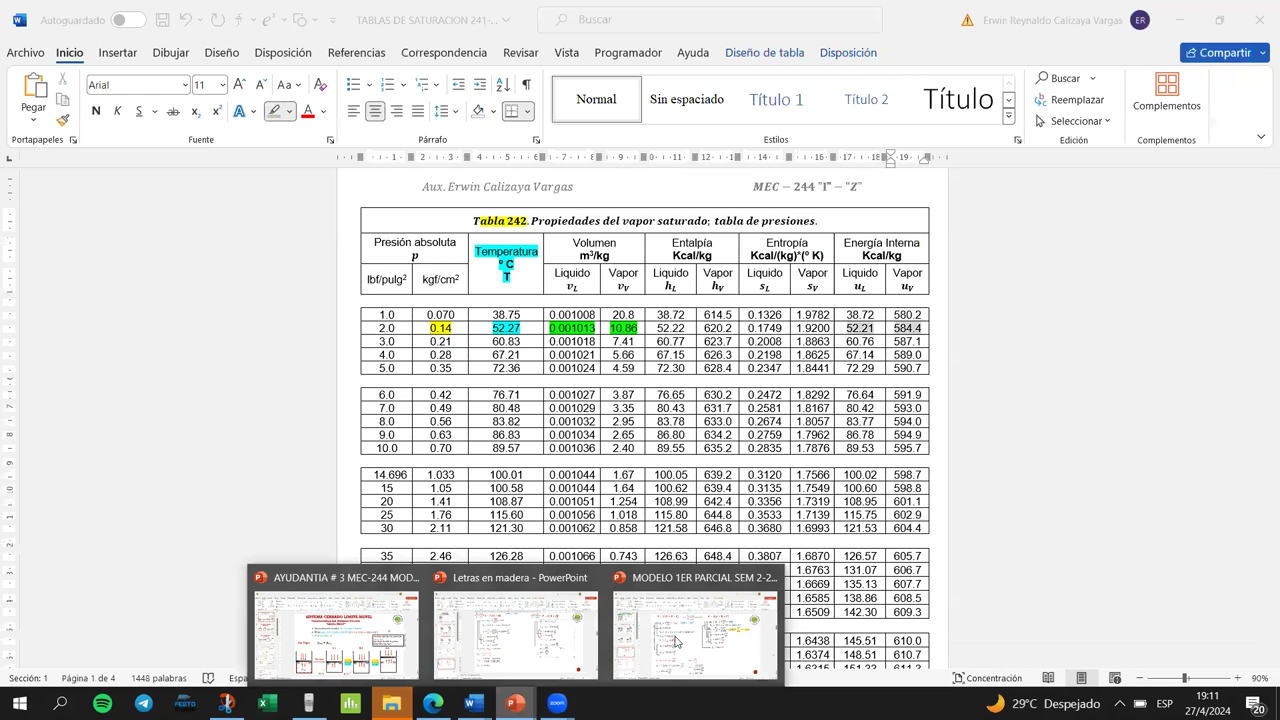 Autoguardado
TABLAS DE SATURACION 241-...
Buscar
Erwin Reynaldo Calizaya Vargas
ER
Archivo Inicio Insertar Dibujar Diseño Disposición Referencias Correspondencia Revisar Vista Programador Ayuda Diseño de tabla Disposición
Compartir
Pegar
Arial 11
Normal
Sin espaciado
Título 1
Título 2
Título
Buscar
Reemplazar
Seleccionar
Complementos
Portapapeles Fuente Párrafo Estilos Edición Complementos
Aux. Erwin Calizaya Vargas
MEC – 244 "I" – "Z"
Tabla 242. Propiedades del vapor saturado; tabla de presiones.
Presión absoluta p
Temperatura º C T
Volumen m³/kg
Entalpía Kcal/kg
Entropía Kcal/(kg)*(º K)
Energía Interna Kcal/kg
lbf/pulg² kgf/cm² Liquido vL Vapor vV Liquido hL Vapor hV Liquido sL Vapor sV Liquido uL Vapor uV
1.0 0.070 38.75 0.001008 20.8 38.72 614.5 0.1326 1.9782 38.72 580.2
2.0 0.14 52.27 0.001013 10.86 52.22 620.2 0.1749 1.9200 52.21 584.4
3.0 0.21 60.83 0.001018 7.41 60.77 623.7 0.2008 1.8863 60.76 587.1
4.0 0.28 67.21 0.001021 5.66 67.15 626.3 0.2198 1.8625 67.14 589.0
5.0 0.35 72.36 0.001024 4.59 72.30 628.4 0.2347 1.8441 72.29 590.7
6.0 0.42 76.71 0.001027 3.87 76.65 630.2 0.2472 1.8292 76.64 591.9
7.0 0.49 80.48 0.001029 3.35 80.43 631.7 0.2581 1.8167 80.42 593.0
8.0 0.56 83.82 0.001032 2.95 83.78 633.0 0.2674 1.8057 83.77 594.0
9.0 0.63 86.83 0.001034 2.65 86.80 634.2 0.2759 1.7962 86.78 594.9
10.0 0.70 89.57 0.001036 2.40 89.55 635.2 0.2835 1.7876 89.53 595.7
14.696 1.033 100.01 0.001044 1.67 100.05 639.2 0.3120 1.7566 100.02 598.7
15 1.05 100.58 0.001044 1.64 100.62 639.4 0.3135 1.7549 100.60 598.8
20 1.41 108.87 0.001051 1.254 108.99 642.4 0.3356 1.7319 108.95 601.1
25 1.76 115.60 0.001056 1.018 115.80 644.8 0.3533 1.7139 115.75 602.9
30 2.11 121.30 0.001062 0.858 121.58 646.8 0.3680 1.6993 121.53 604.4
35 2.46 126.28 0.001066 0.743 126.63 648.4 0.3807 1.6870 126.57 605.7
1.6763 131.07 606.7
1.6669 135.13 607.7
1.6585 138.86 608.5
1.6509 142.30 609.3
1.6438 145.51 610.0
1.6374 148.51 610.7
AYUDANTIA # 3 MEC-244 MOD...
Letras en madera - PowerPoint
MODELO 1ER PARCIAL SEM 2-2...
SISTEMA CERRADO LIMITE MOVIL
Sección: 1 Página 1 de 4 1448 palabras Espa
Concentración
90%
29°C Despejado
ESP
19:11
27/4/2024
20